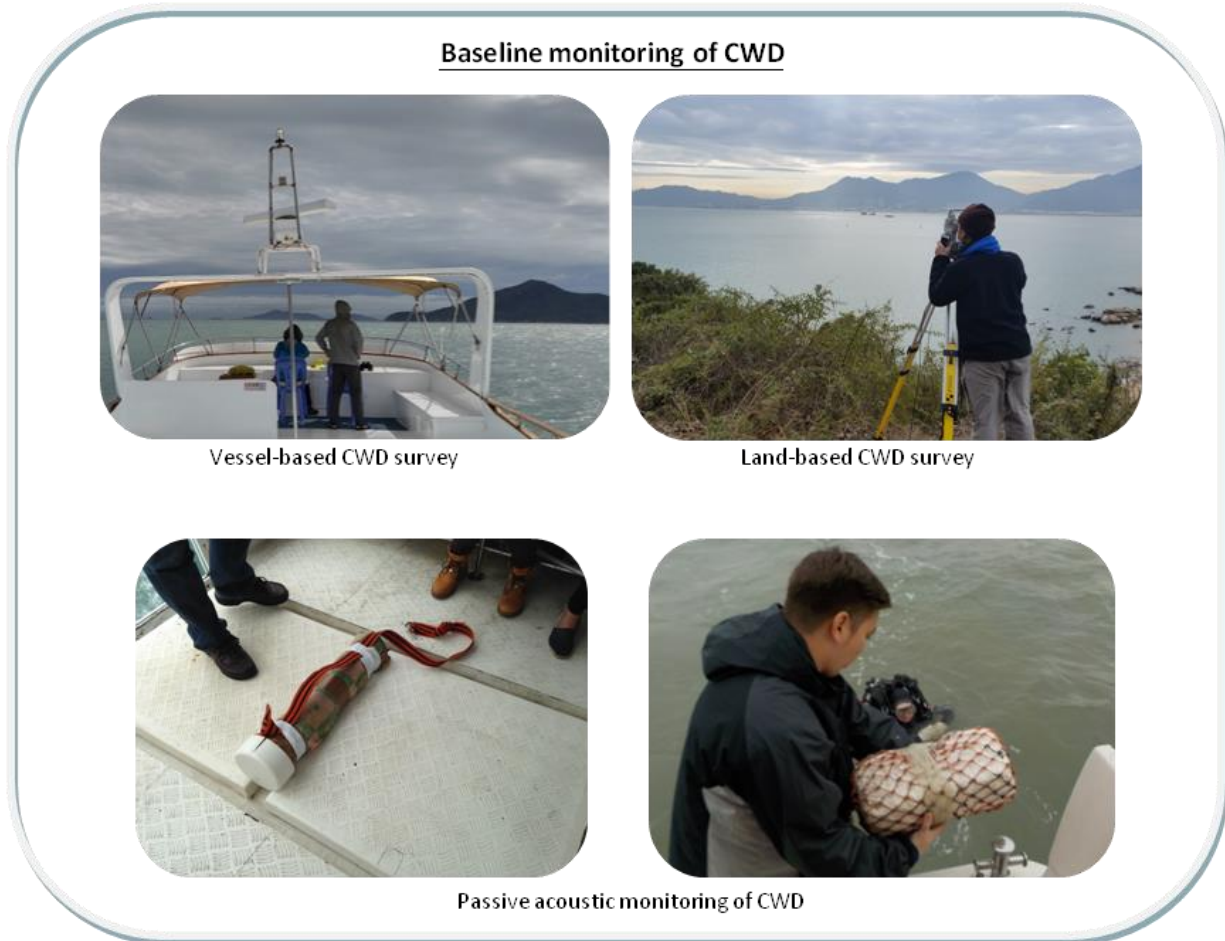 Baseline monitoring of CWD
Vessel-based CWD survey
Land-based CWD survey
Passive acoustic monitoring of CWD